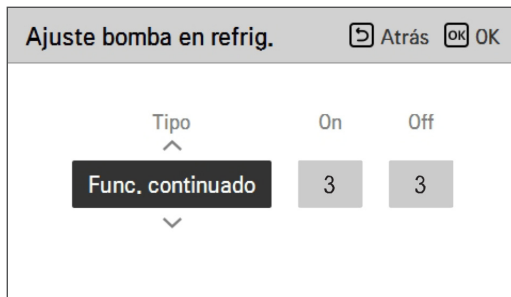 Ajuste bomba en refrig. Atrás OK OK
Tipo On Off
Func. continuado 3 3